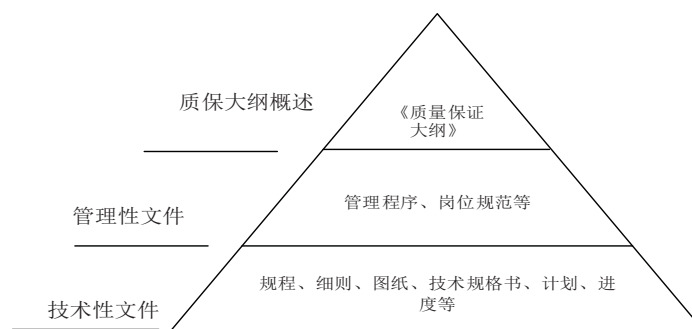 质保大纲概述
《质量保证
大纲》
管理性文件
管理程序、岗位规范等
技术性文件
规程、细则、图纸、技术规格书、计划、进
度等